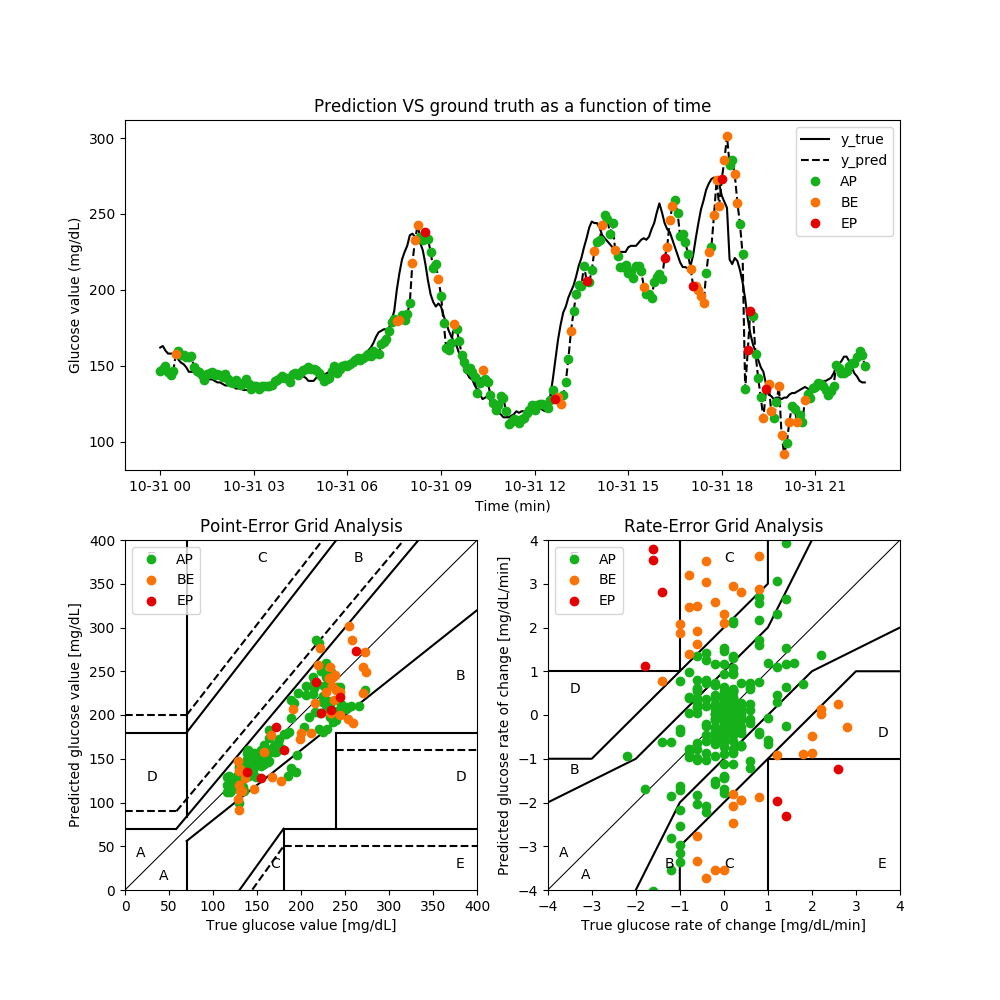 Prediction VS ground truth as a function of time
Glucose value (mg/dL)
300
250
200
150
100
y_true
y_pred
AP
BE
EP
10-31 00 10-31 03 10-31 06 10-31 09 10-31 12 10-31 15 10-31 18 10-31 21
Time (min)
Point-Error Grid Analysis
Predicted glucose value [mg/dL]
400
350
300
250
200
150
100
50
0
AP
BE
EP
C
B
B
D
D
A
A
C
E
0 50 100 150 200 250 300 350 400
True glucose value [mg/dL]
Rate-Error Grid Analysis
Predicted glucose rate of change [mg/dL/min]
4
3
2
1
0
−1
−2
−3
−4
AP
BE
EP
C
D
D
B
A
A
B
C
E
−4 −3 −2 −1 0 1 2 3 4
True glucose rate of change [mg/dL/min]